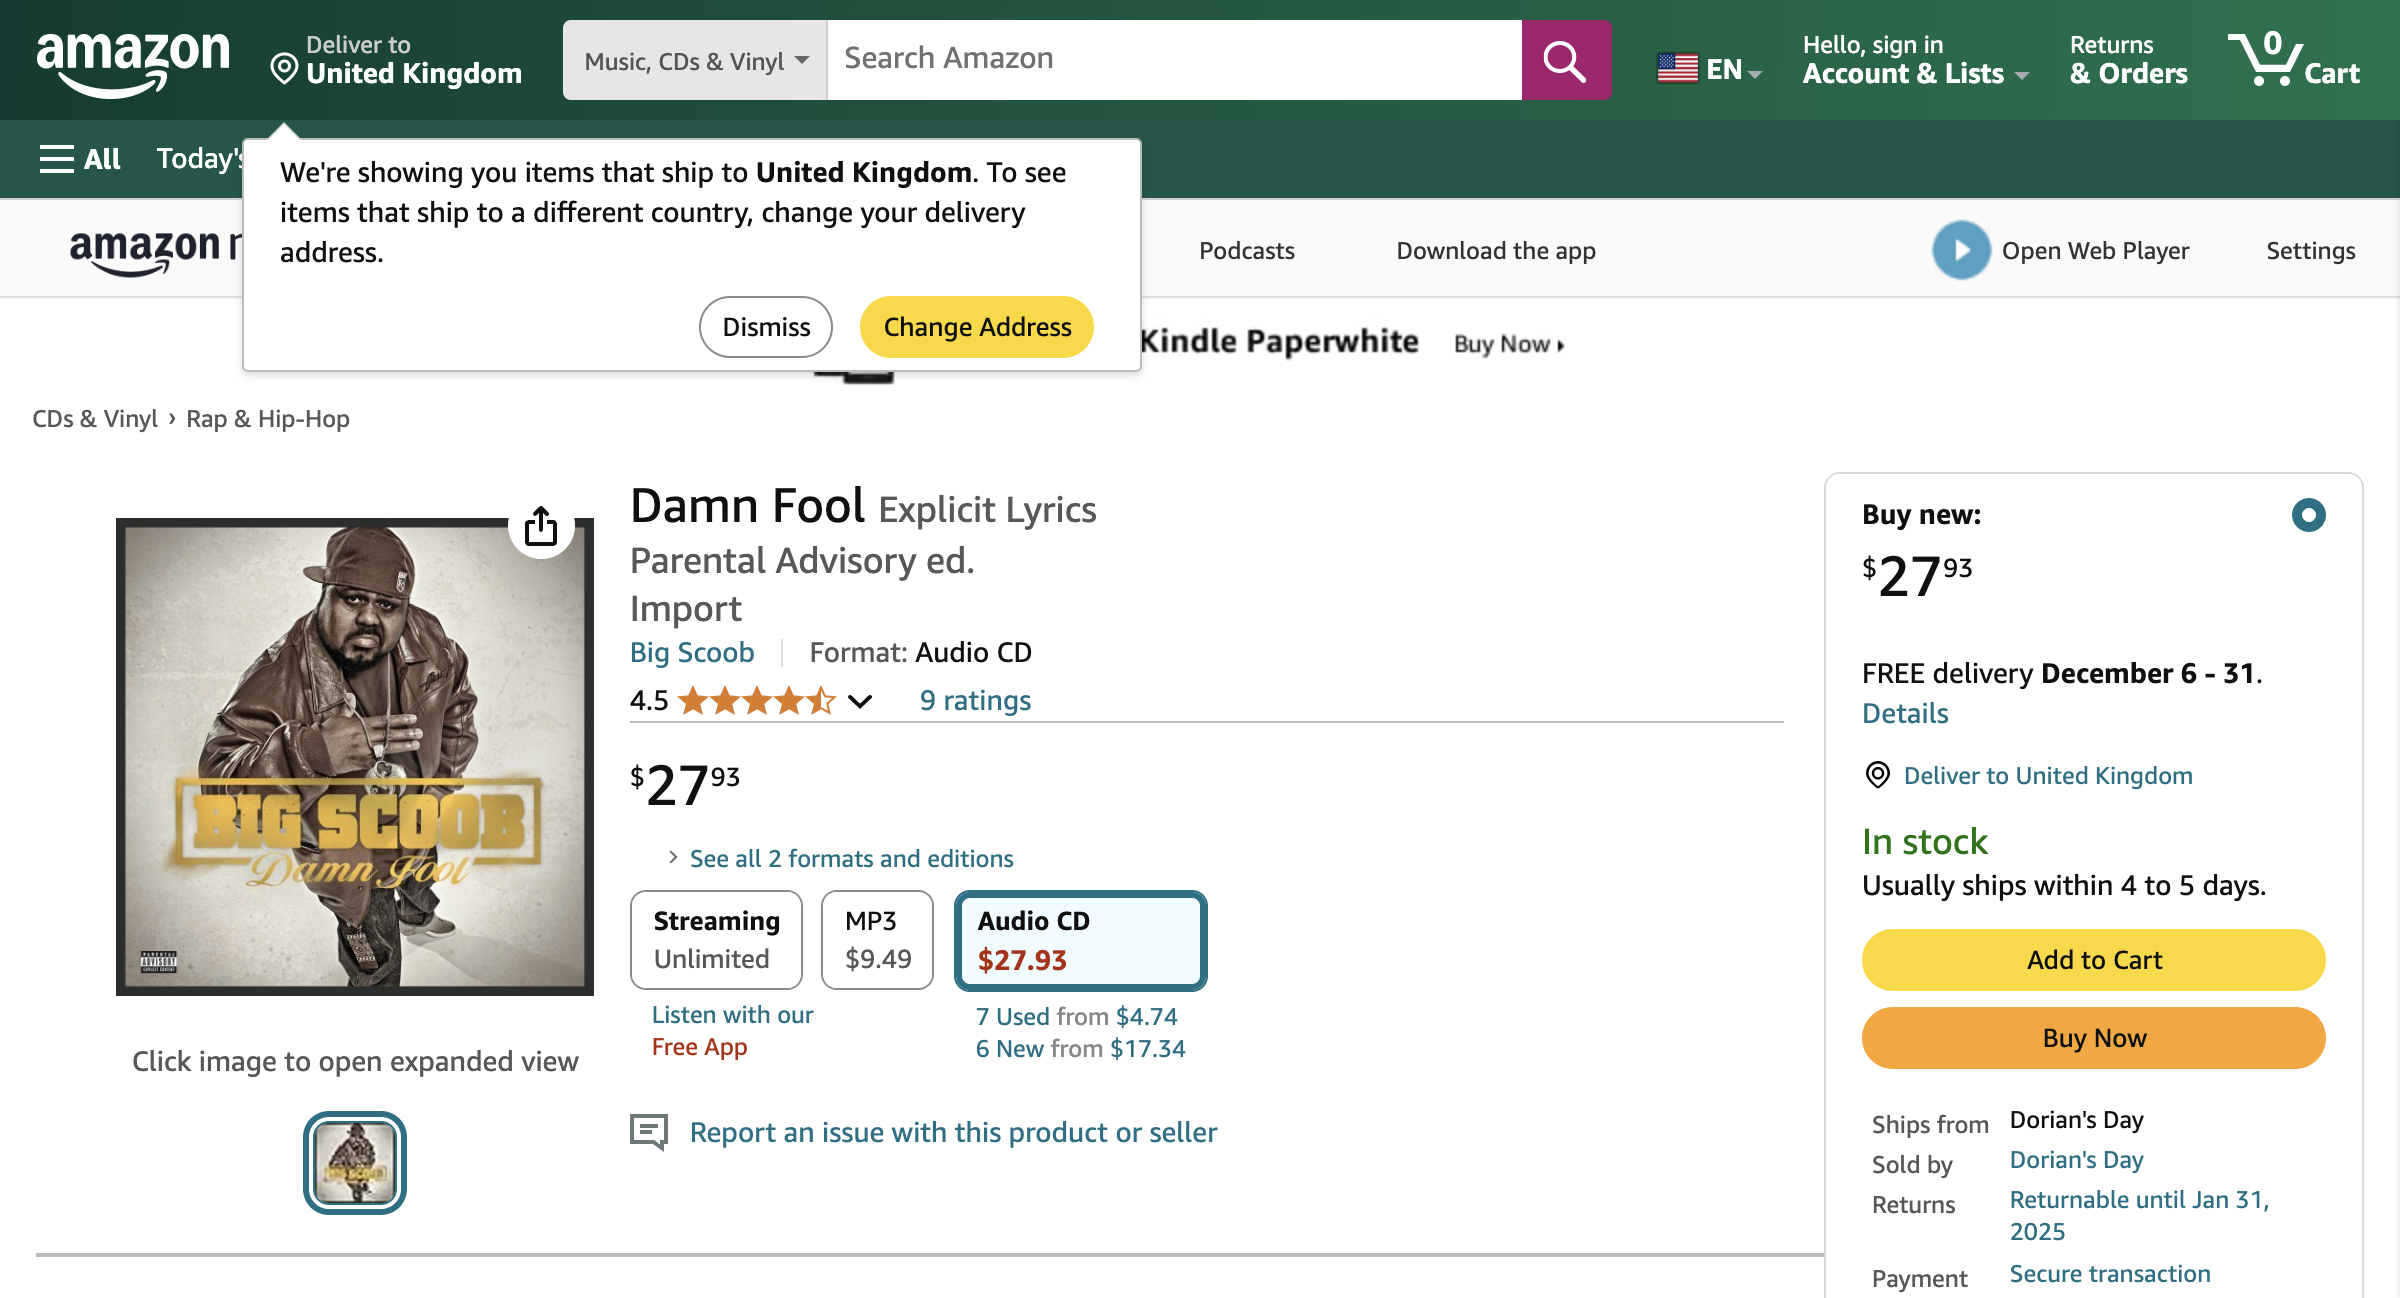 amazon
Deliver to
United Kingdom
Music, CDs & Vinyl
Search Amazon
EN
Hello, sign in
Account & Lists
Returns
& Orders
0
Cart
All
Today's
We're showing you items that ship to United Kingdom. To see
items that ship to a different country, change your delivery
address.
Dismiss
Change Address
amazon
Podcasts
Download the app
Open Web Player
Settings
Kindle Paperwhite
Buy Now
CDs & Vinyl › Rap & Hip-Hop
BIG SCOOB
Damn Fool
PARENTAL
ADVISORY
EXPLICIT CONTENT
Click image to open expanded view
BIG SCOOB
Damn Fool Explicit Lyrics
Parental Advisory ed.
Import
Big Scoob
Format: Audio CD
4.5
9 ratings
$27 93
See all 2 formats and editions
Streaming
Unlimited
MP3
$9.49
Audio CD
$27.93
Listen with our
Free App
7 Used from $4.74
6 New from $17.34
Report an issue with this product or seller
Buy new:
$27 93
FREE delivery December 6 - 31.
Details
Deliver to United Kingdom
In stock
Usually ships within 4 to 5 days.
Add to Cart
Buy Now
Ships from Dorian's Day
Sold by Dorian's Day
Returns Returnable until Jan 31,
2025
Payment Secure transaction